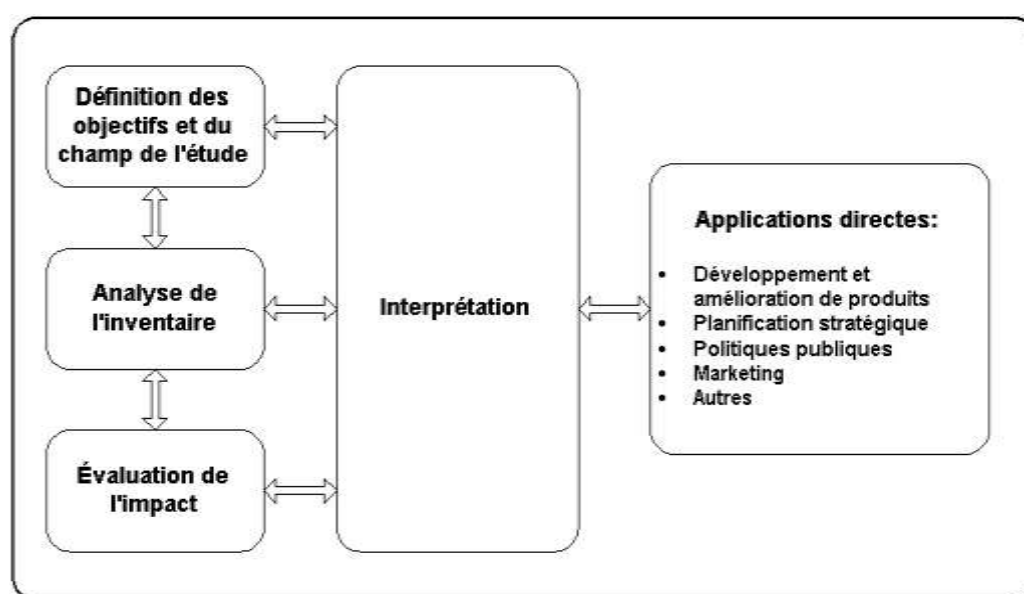 Définition des
objectifs et du
champ de l'étude
Analyse de
l'inventaire
Évaluation de
l'impact
Interprétation
Applications directes:
• Développement et
amélioration de produits
• Planification stratégique
• Politiques publiques
• Marketing
• Autres